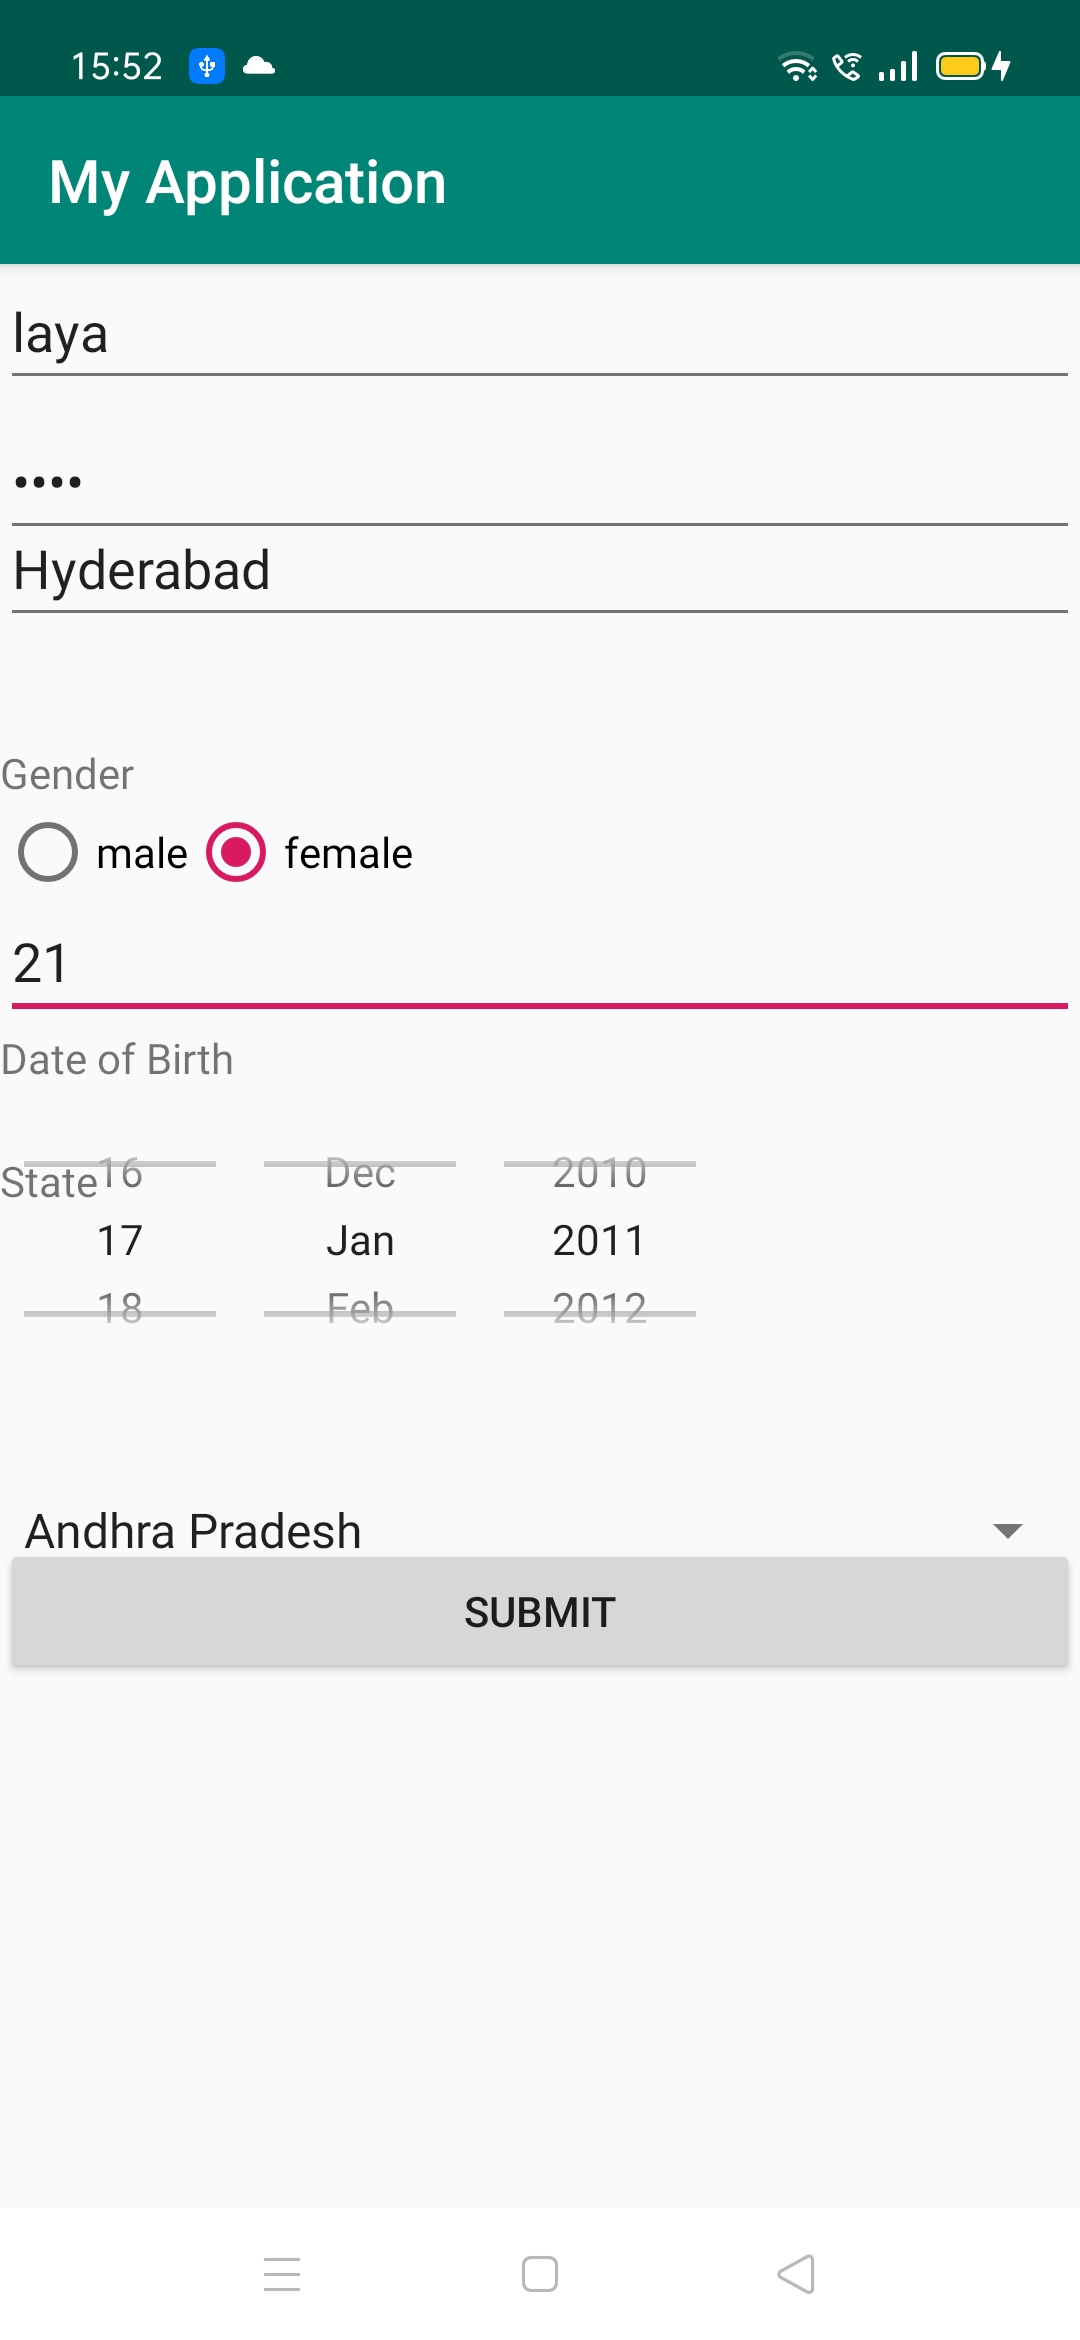 15:52
My Application
laya
••••
Hyderabad
Gender
male female
21
Date of Birth
State
16 Dec 2010
17 Jan 2011
18 Feb 2012
Andhra Pradesh
SUBMIT